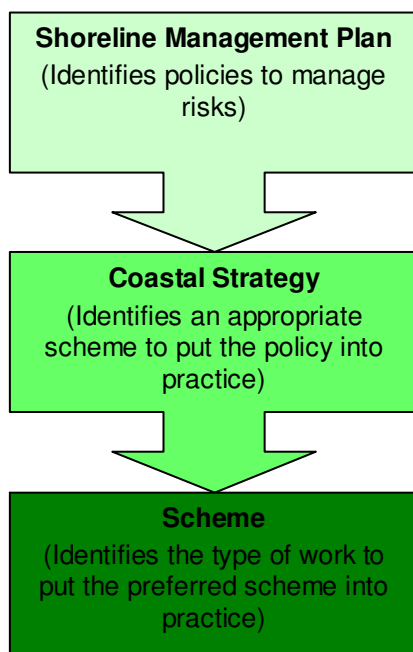 Shoreline Management Plan
(Identifies policies to manage
risks)
Coastal Strategy
(Identifies an appropriate
scheme to put the policy into
practice)
Scheme
(Identifies the type of work to
put the preferred scheme into
practice)